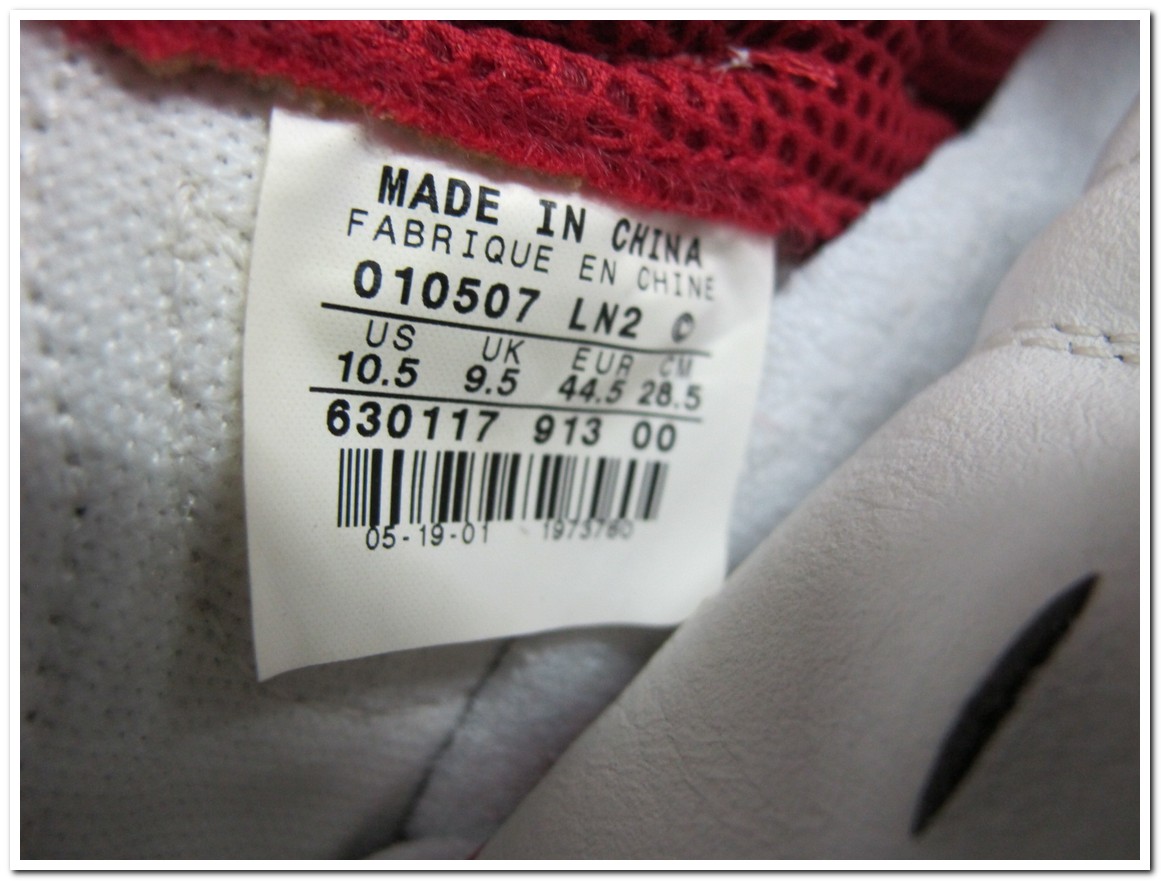 MADE IN CHINA
FABRIQUE EN CHINE
010507 LN2 ©
US UK EUR CM
10.5 9.5 44.5 28.5
630117 913 00
05-19-01 1973760